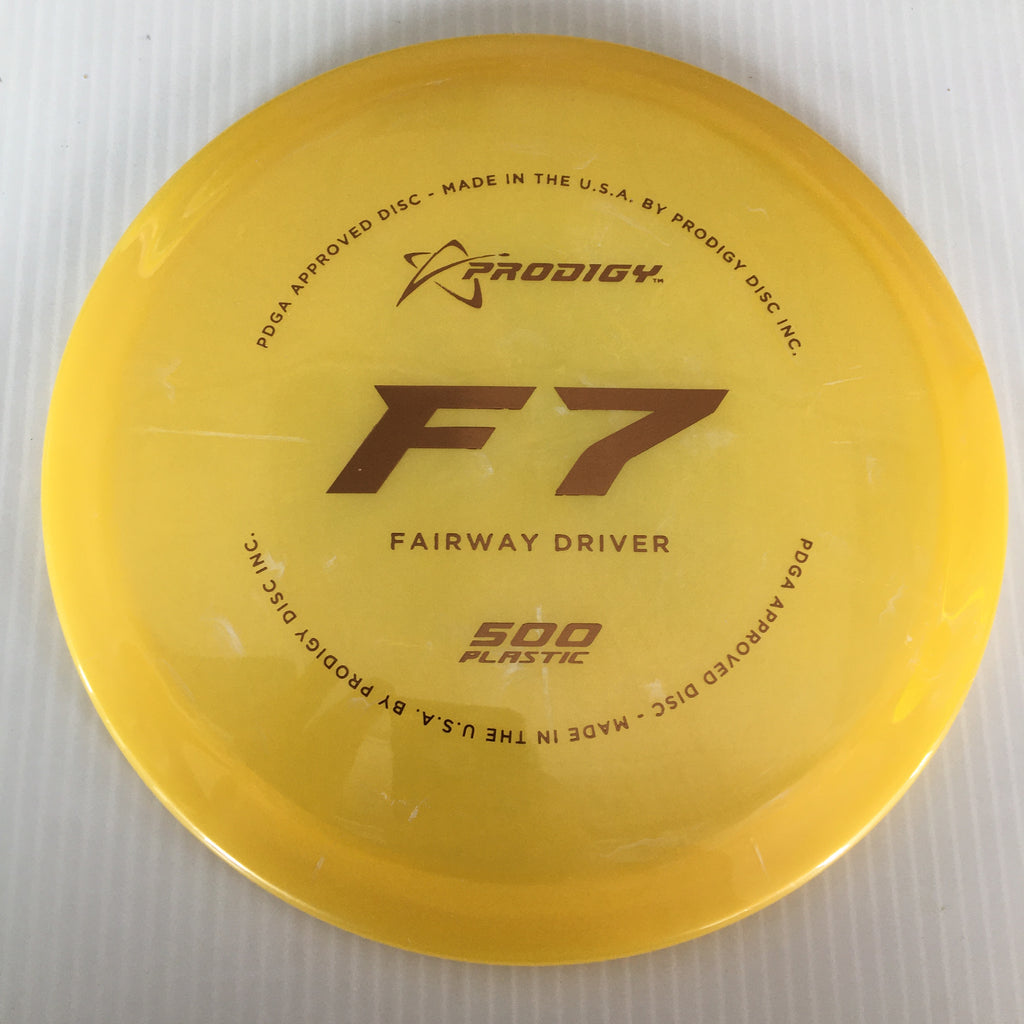 PDGA APPROVED DISC - MADE IN THE U.S.A. BY PRODIGY DISC INC.
PRODIGY™
F7
FAIRWAY DRIVER
500
PLASTIC
PDGA APPROVED DISC - MADE IN THE U.S.A. BY PRODIGY DISC INC.